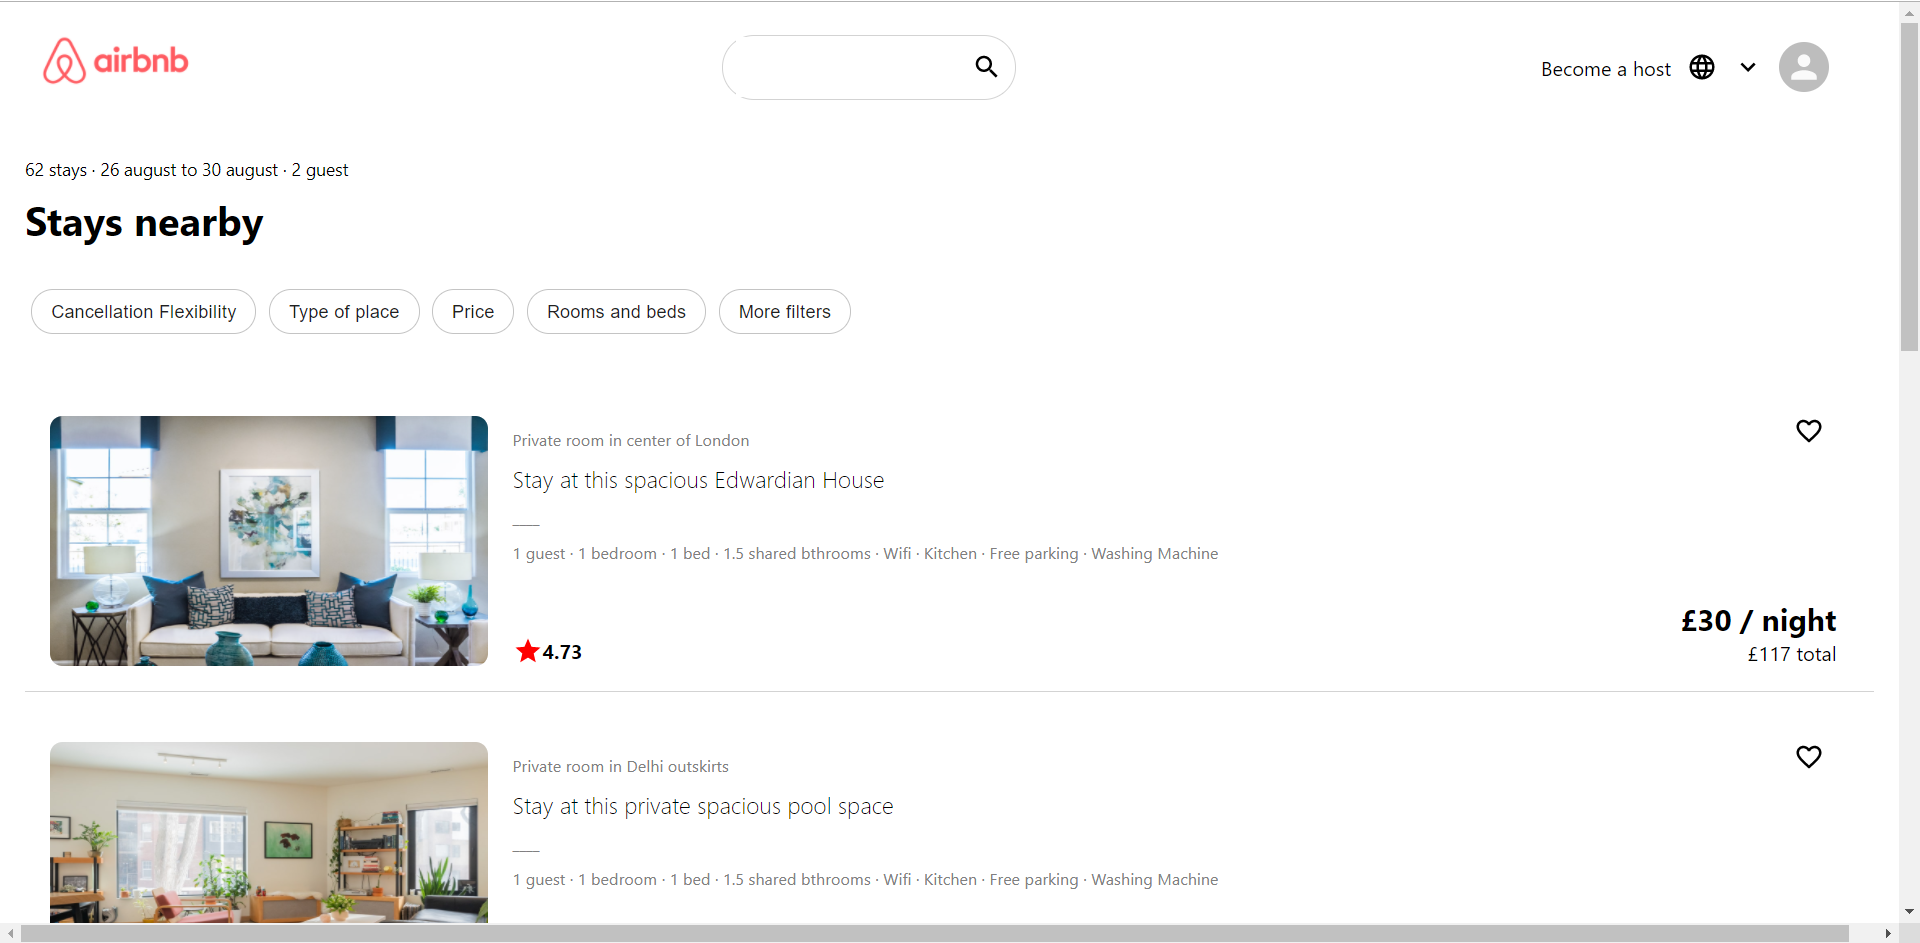 airbnb
Become a host
62 stays · 26 august to 30 august · 2 guest
Stays nearby
Cancellation Flexibility
Type of place
Price
Rooms and beds
More filters
Private room in center of London
Stay at this spacious Edwardian House
1 guest · 1 bedroom · 1 bed · 1.5 shared bthrooms · Wifi · Kitchen · Free parking · Washing Machine
4.73
£30 / night
£117 total
Private room in Delhi outskirts
Stay at this private spacious pool space
1 guest · 1 bedroom · 1 bed · 1.5 shared bthrooms · Wifi · Kitchen · Free parking · Washing Machine